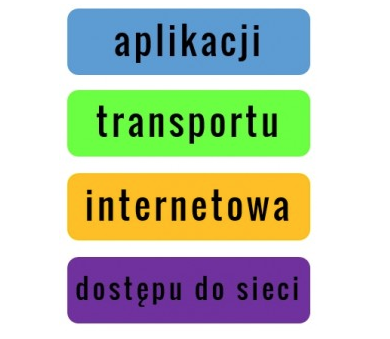 aplikacji
transportu
internetowa
dostępu do sieci